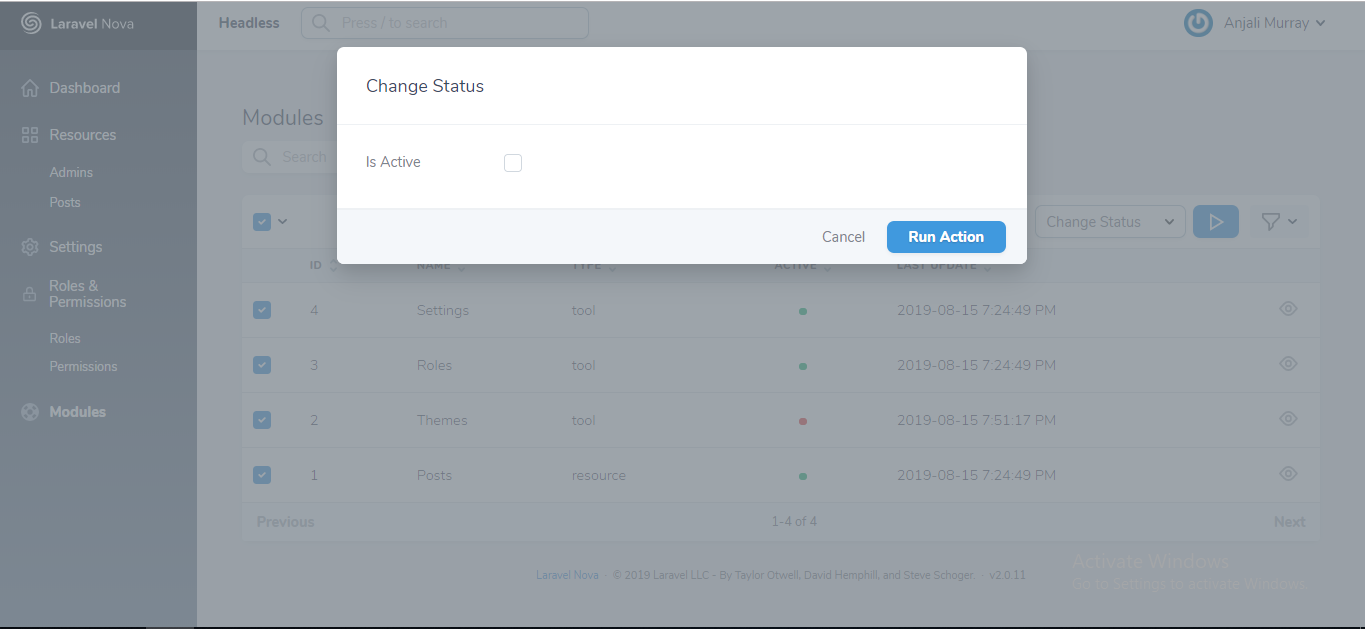 Laravel Nova
Headless
Press / to search
Anjali Murray
Dashboard
Resources
Admins
Posts
Settings
Roles &
Permissions
Roles
Permissions
Modules
Modules
Search
Change Status
Is Active
Cancel
Run Action
Change Status
ID NAME TYPE ACTIVE LAST UPDATE
4 Settings tool 2019-08-15 7:24:49 PM
3 Roles tool 2019-08-15 7:24:49 PM
2 Themes tool 2019-08-15 7:51:17 PM
1 Posts resource 2019-08-15 7:24:49 PM
Previous 1-4 of 4 Next
Laravel Nova · © 2019 Laravel LLC - By Taylor Otwell, David Hemphill, and Steve Schoger. · v2.0.11
Activate Windows
Go to Settings to activate Windows.